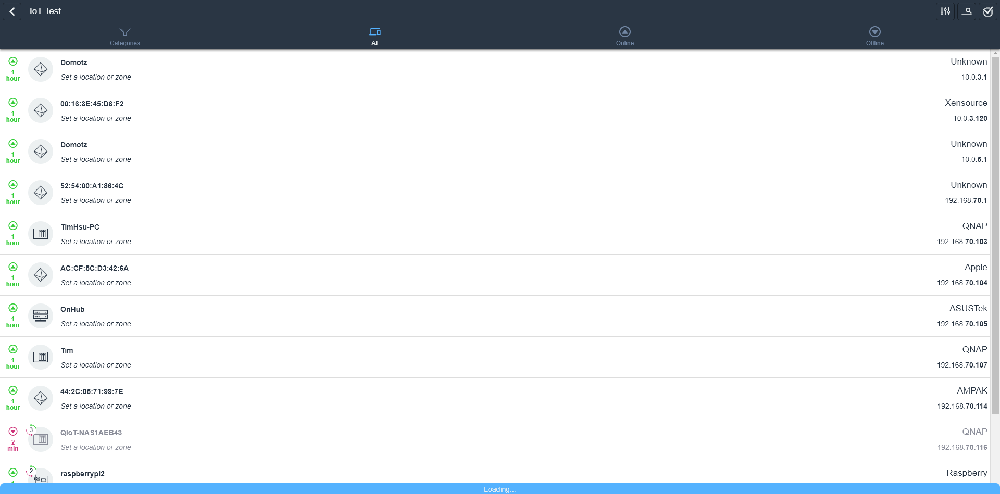 IoT Test
Categories
All
Online
Offline
1
hour
Domotz
Set a location or zone
Unknown
10.0.3.1
1
hour
00:16:3E:45:D6:F2
Set a location or zone
Xensource
10.0.3.120
1
hour
Domotz
Set a location or zone
Unknown
10.0.5.1
1
hour
52:54:00:A1:86:4C
Set a location or zone
Unknown
192.168.70.1
1
hour
TimHsu-PC
Set a location or zone
QNAP
192.168.70.103
1
hour
AC:CF:5C:D3:42:6A
Set a location or zone
Apple
192.168.70.104
1
hour
OnHub
Set a location or zone
ASUSTek
192.168.70.105
1
hour
Tim
Set a location or zone
QNAP
192.168.70.107
1
hour
44:2C:05:71:99:7E
Set a location or zone
AMPAK
192.168.70.114
2
min
3
QIoT-NAS1AEB43
Set a location or zone
QNAP
192.168.70.116
2
raspberrypi2
Raspberry
Loading...